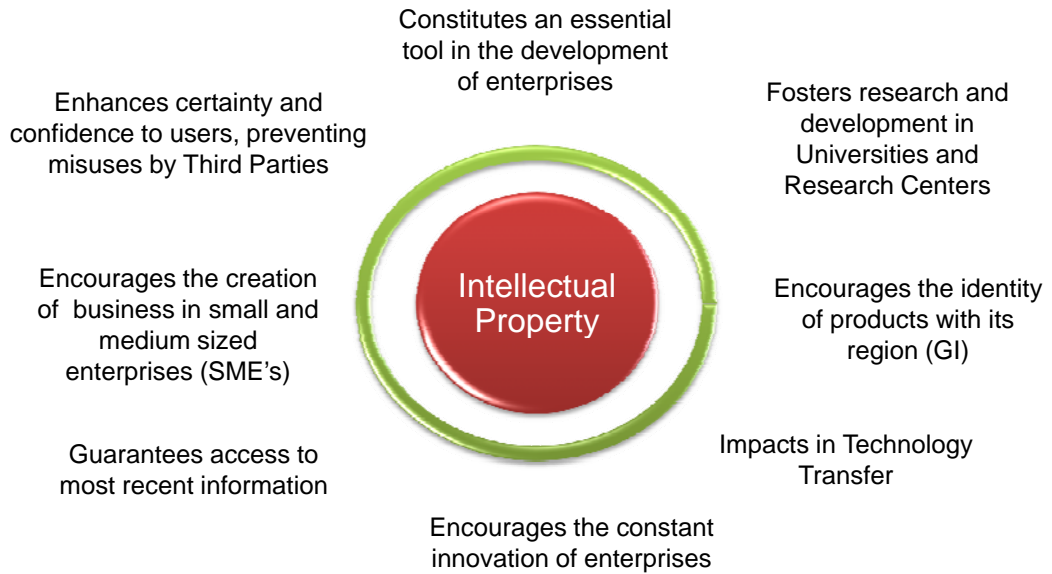 Constitutes an essential
tool in the development
of enterprises
Enhances certainty and
confidence to users, preventing
misuses by Third Parties
Fosters research and
development in
Universities and
Research Centers
Encourages the creation
of business in small and
medium sized
enterprises (SME’s)
Intellectual
Property
Encourages the identity
of products with its
region (GI)
Guarantees access to
most recent information
Impacts in Technology
Transfer
Encourages the constant
innovation of enterprises